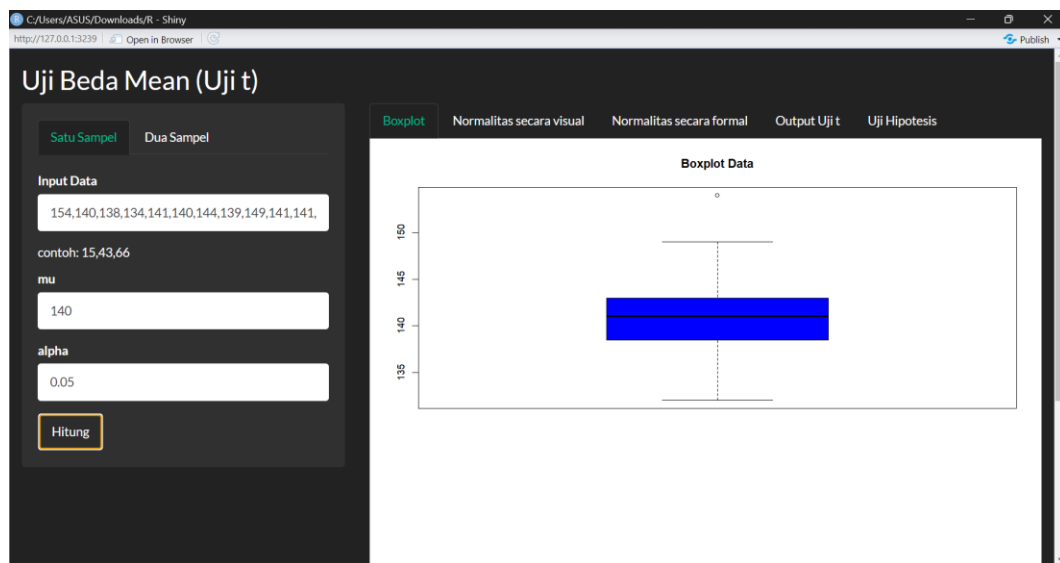 C:/Users/ASUS/Downloads/R - Shiny
http://127.0.0.1:3239
Open in Browser
Publish
Uji Beda Mean (Uji t)
Satu Sampel
Dua Sampel
Input Data
154,140,138,134,141,140,144,139,149,141,141,
contoh: 15,43,66
mu
140
alpha
0.05
Hitung
Boxplot
Normalitas secara visual
Normalitas secara formal
Output Uji t
Uji Hipotesis
Boxplot Data
150
145
140
135